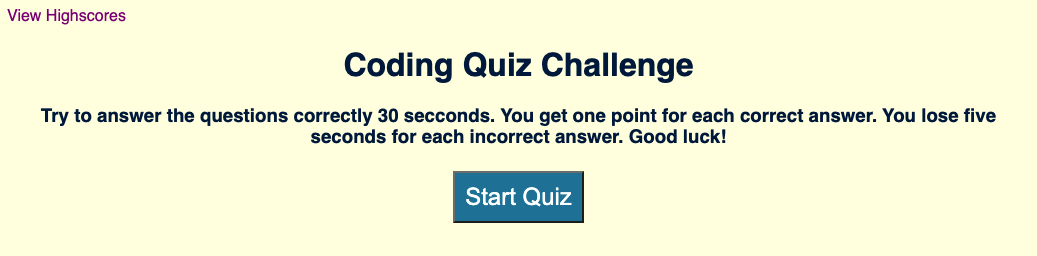 View Highscores
Coding Quiz Challenge
Try to answer the questions correctly 30 secconds. You get one point for each correct answer. You lose five
seconds for each incorrect answer. Good luck!
Start Quiz